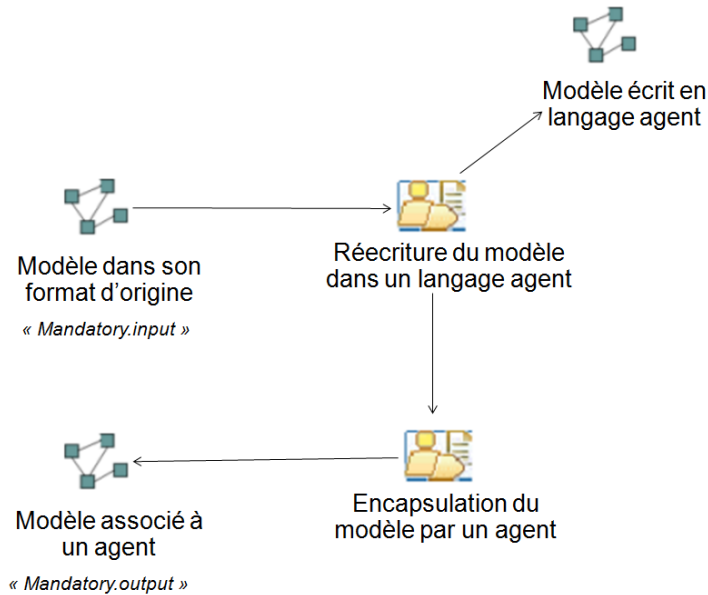 Modèle écrit en
langage agent
Modèle dans son
format d'origine
« Mandatory.input »
Réecriture du modèle
dans un langage agent
Modèle associé à
un agent
« Mandatory.output »
Encapsulation du
modèle par un agent